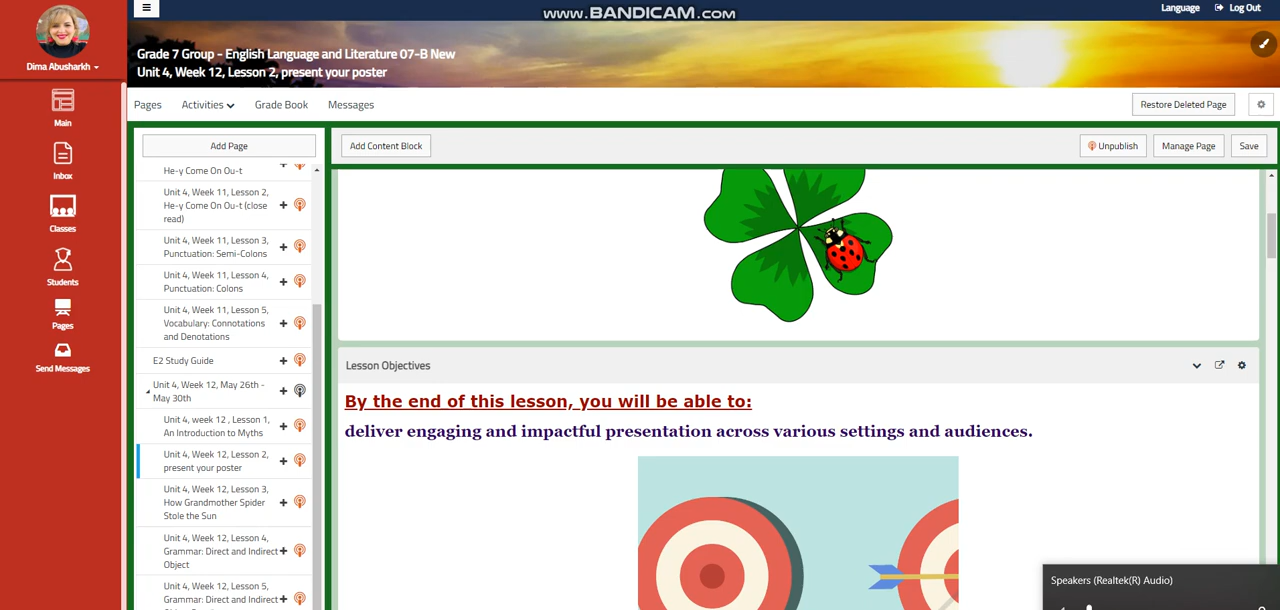 www.BANDICAM.com
Language
Log Out
Dima Abusharkh
Grade 7 Group - English Language and Literature 07-B New
Unit 4, Week 12, Lesson 2, present your poster
Main
Inbox
Classes
Students
Pages
Send Messages
Pages
Activities
Grade Book
Messages
Restore Deleted Page
Add Page
Add Content Block
Unpublish
Manage Page
Save
He-y Come On Ou-t
Unit 4, Week 11, Lesson 2,
He-y Come On Ou-t (close
read)
Unit 4, Week 11, Lesson 3,
Punctuation: Semi-Colons
Unit 4, Week 11, Lesson 4,
Punctuation: Colons
Unit 4, Week 11, Lesson 5,
Vocabulary: Connotations
and Denotations
E2 Study Guide
Unit 4, Week 12, May 26th -
May 30th
Unit 4, week 12 , Lesson 1,
An Introduction to Myths
Unit 4, Week 12, Lesson 2,
present your poster
Unit 4, Week 12, Lesson 3,
How Grandmother Spider
Stole the Sun
Unit 4, Week 12, Lesson 4,
Grammar: Direct and Indirect
Object
Unit 4, Week 12, Lesson 5,
Grammar: Direct and Indirect
Lesson Objectives
By the end of this lesson, you will be able to:
deliver engaging and impactful presentation across various settings and audiences.
Speakers (Realtek(R) Audio)